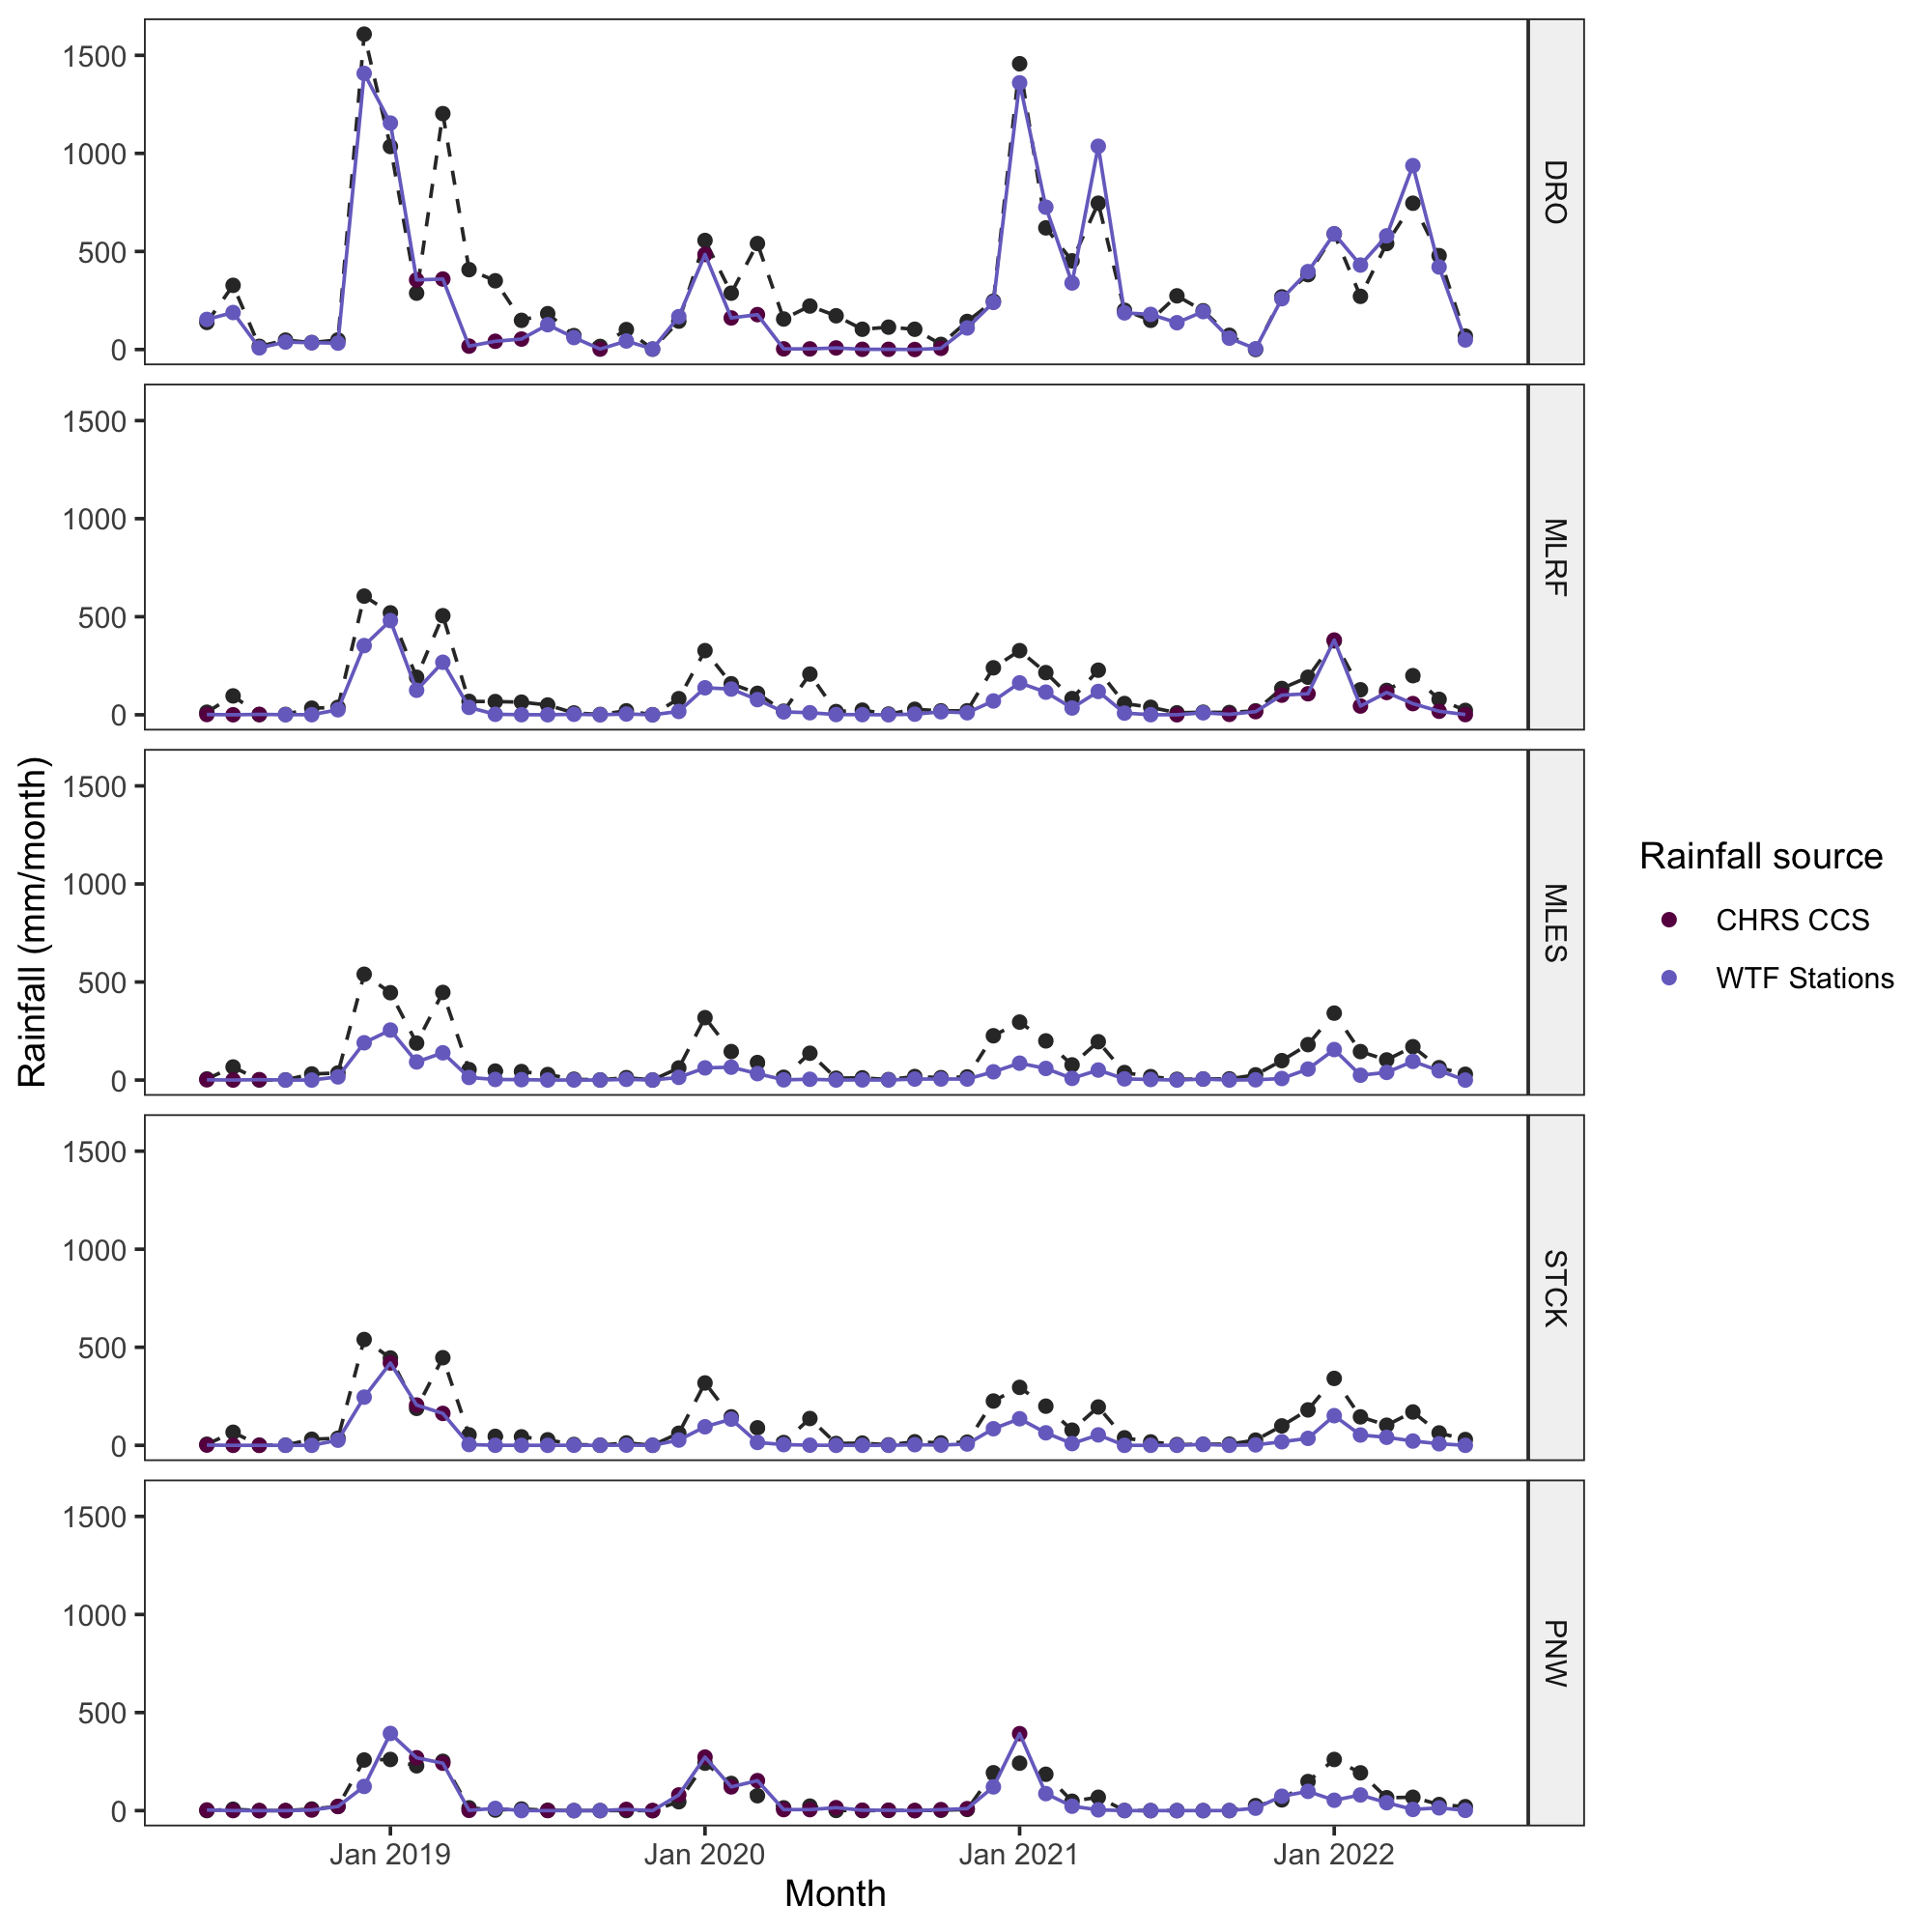 1500
1000
500
0
DRO
1500
1000
500
0
MLRF
1500
1000
500
0
MLES
1500
1000
500
0
STCK
1500
1000
500
0
PNW
Jan 2019
Jan 2020
Jan 2021
Jan 2022
Month
Rainfall (mm/month)
Rainfall source
CHRS CCS
WTF Stations